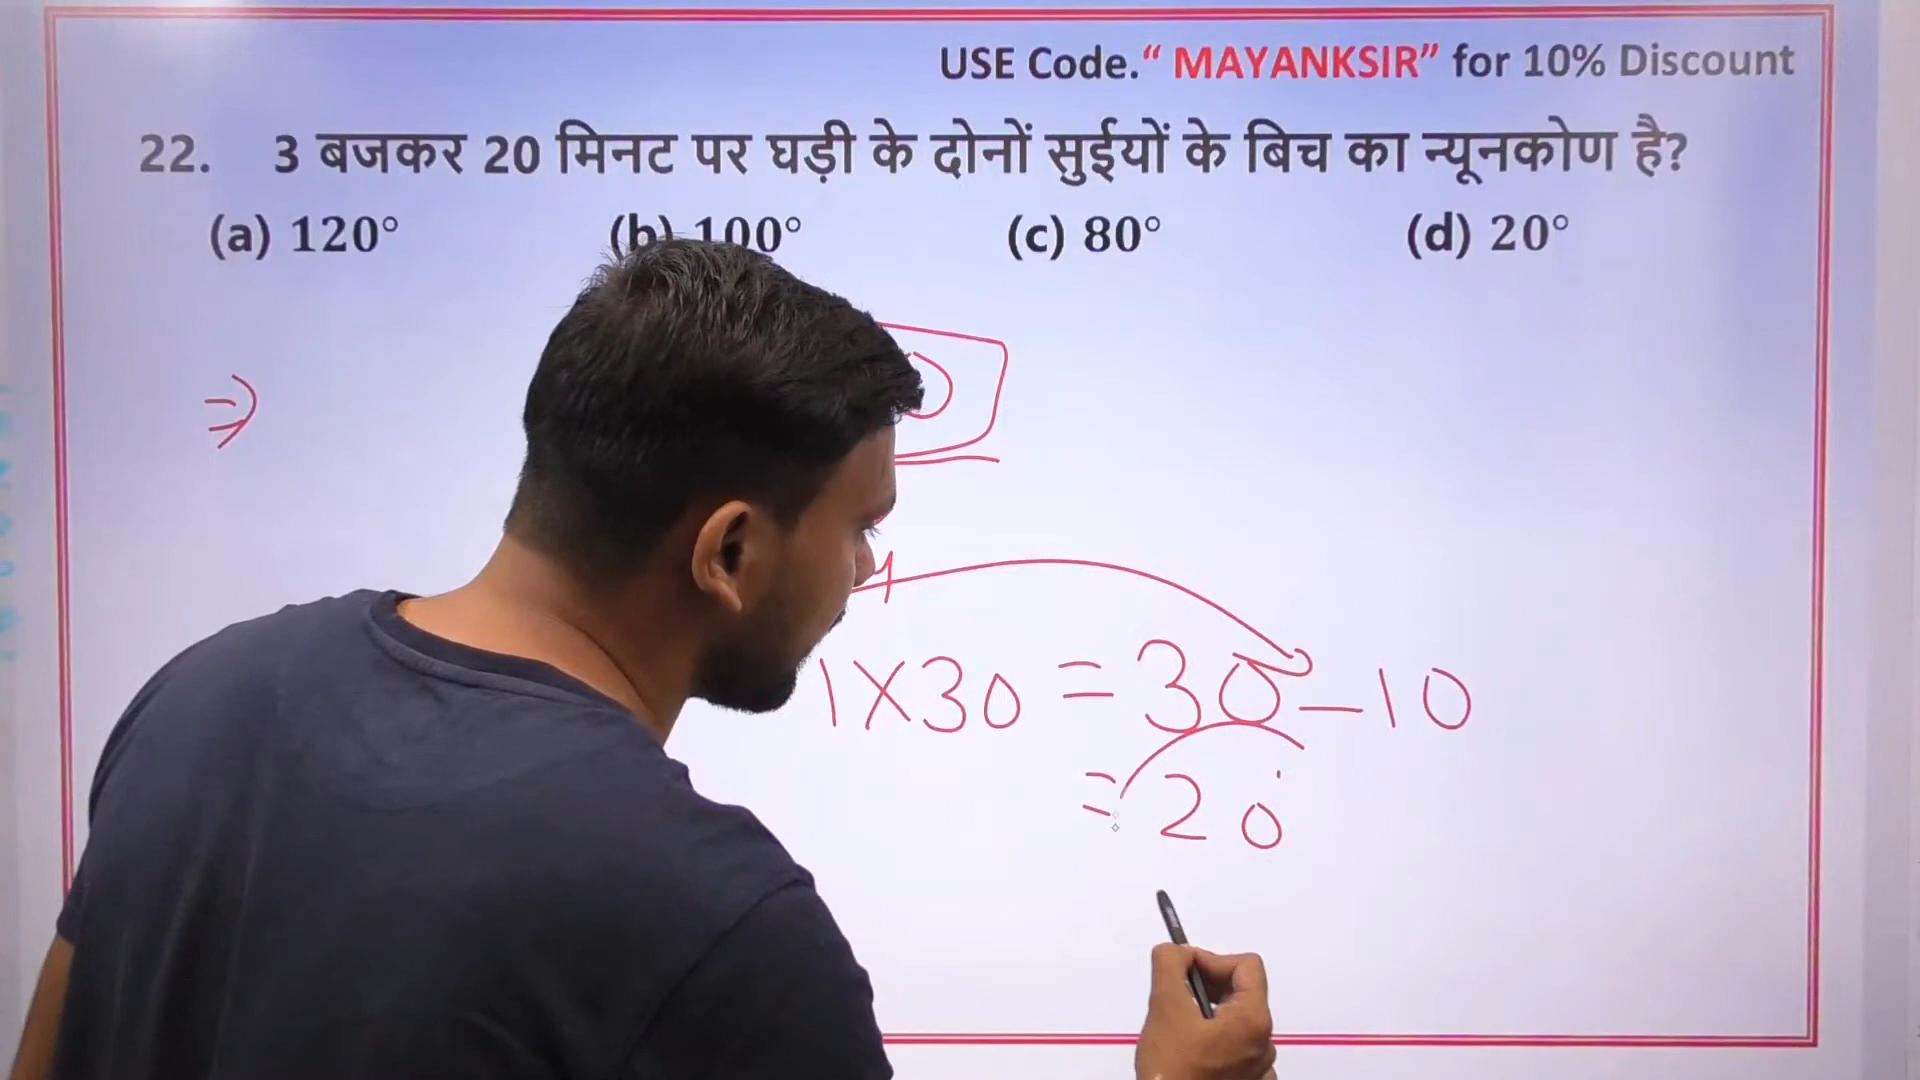 USE Code.“ MAYANKSIR” for 10% Discount
22. 3 बजकर 20 मिनट पर घड़ी के दोनों सुईयों के बिच का न्यूनकोण है?
(a) 120° (b) 100° (c) 80° (d) 20°
1X30 = 30 - 10
= 20